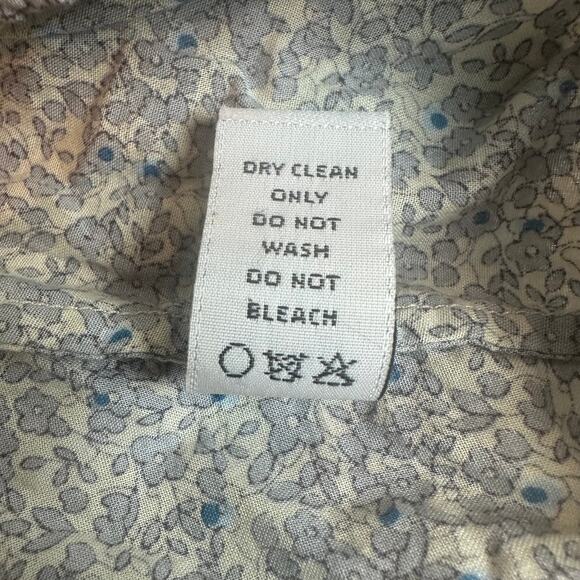 DRY CLEAN
ONLY
DO NOT
WASH
DO NOT
BLEACH